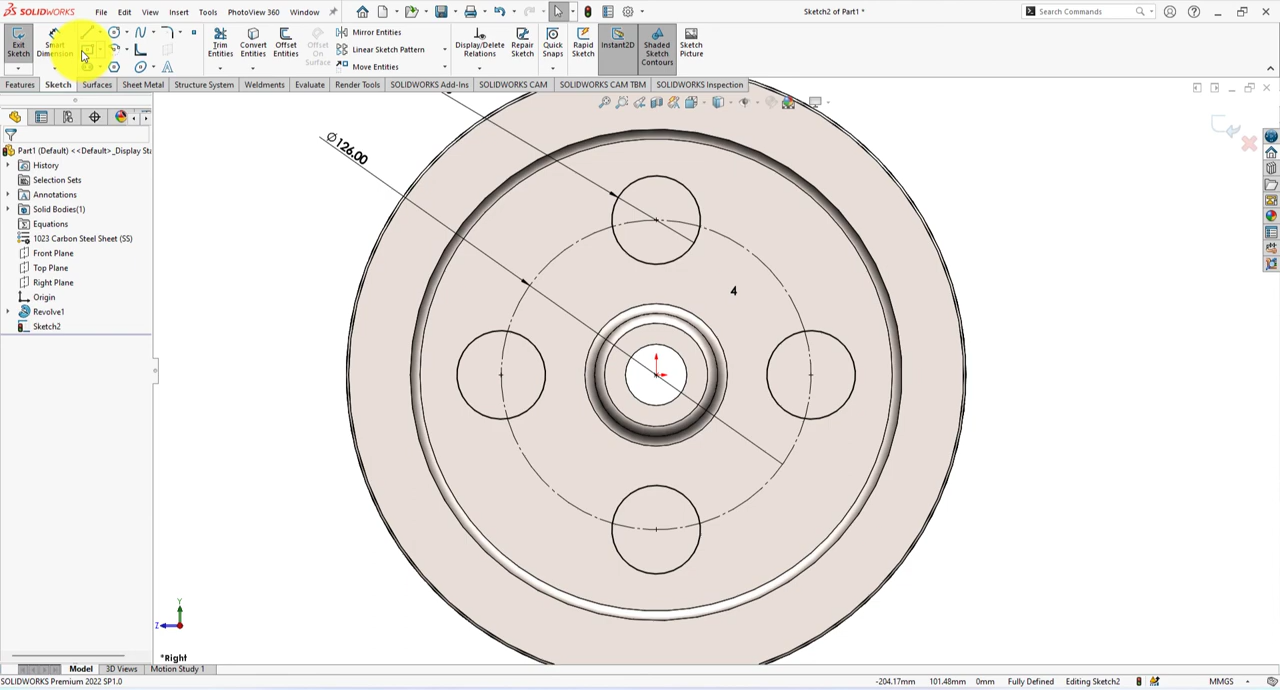 SOLIDWORKS
File
Edit
View
Insert
Tools
PhotoView 360
Window
Sketch2 of Part1 *
Search Commands
Exit Sketch
Smart Dimension
Trim Entities
Convert Entities
Offset Entities
Offset On Surface
Mirror Entities
Linear Sketch Pattern
Move Entities
Display/Delete Relations
Repair Sketch
Quick Snaps
Rapid Sketch
Instant2D
Shaded Sketch Contours
Sketch Picture
Features
Sketch
Surfaces
Sheet Metal
Structure System
Weldments
Evaluate
Render Tools
SOLIDWORKS Add-Ins
SOLIDWORKS CAM
SOLIDWORKS CAM TBM
SOLIDWORKS Inspection
Part1 (Default) <<Default>_Display Sta
History
Selection Sets
Annotations
Solid Bodies(1)
Equations
1023 Carbon Steel Sheet (SS)
Front Plane
Top Plane
Right Plane
Origin
Revolve1
Sketch2
Ø126.00
4
Y
Z
*Right
Model
3D Views
Motion Study 1
SOLIDWORKS Premium 2022 SP1.0
-204.17mm
101.48mm
0mm
Fully Defined
Editing Sketch2
MMGS